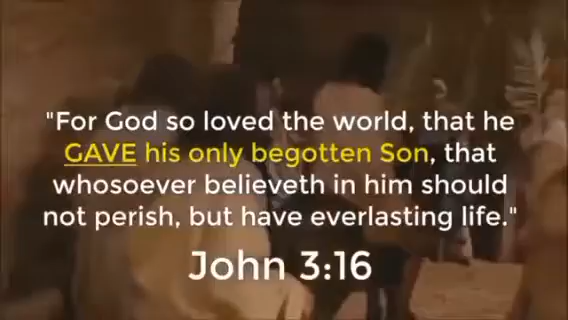 "For God so loved the world, that he
GAVE his only begotten Son, that
whosoever believeth in him should
not perish, but have everlasting life."
John 3:16